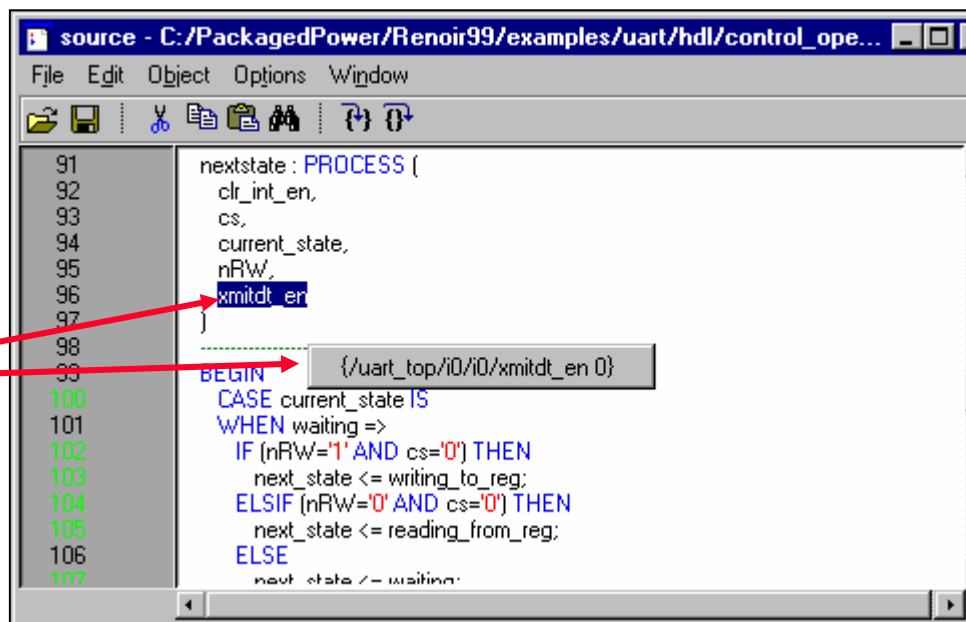 source - C:/PackagedPower/Renoir99/examples/uart/hdl/control_ope...
File Edit Object Options Window
91 nextstate : PROCESS (
92 clr_int_en,
93 cs,
94 current_state,
95 nRW,
96 xmitdt_en
97 )
98 ----------------
{/uart_top/i0/i0/xmitdt_en 0}
99 BEGIN
100 CASE current_state IS
101 WHEN waiting =>
102 IF (nRW='1' AND cs='0') THEN
103 next_state <= writing_to_reg;
104 ELSIF (nRW='0' AND cs='0') THEN
105 next_state <= reading_from_reg;
106 ELSE
107 next_state <= waiting;